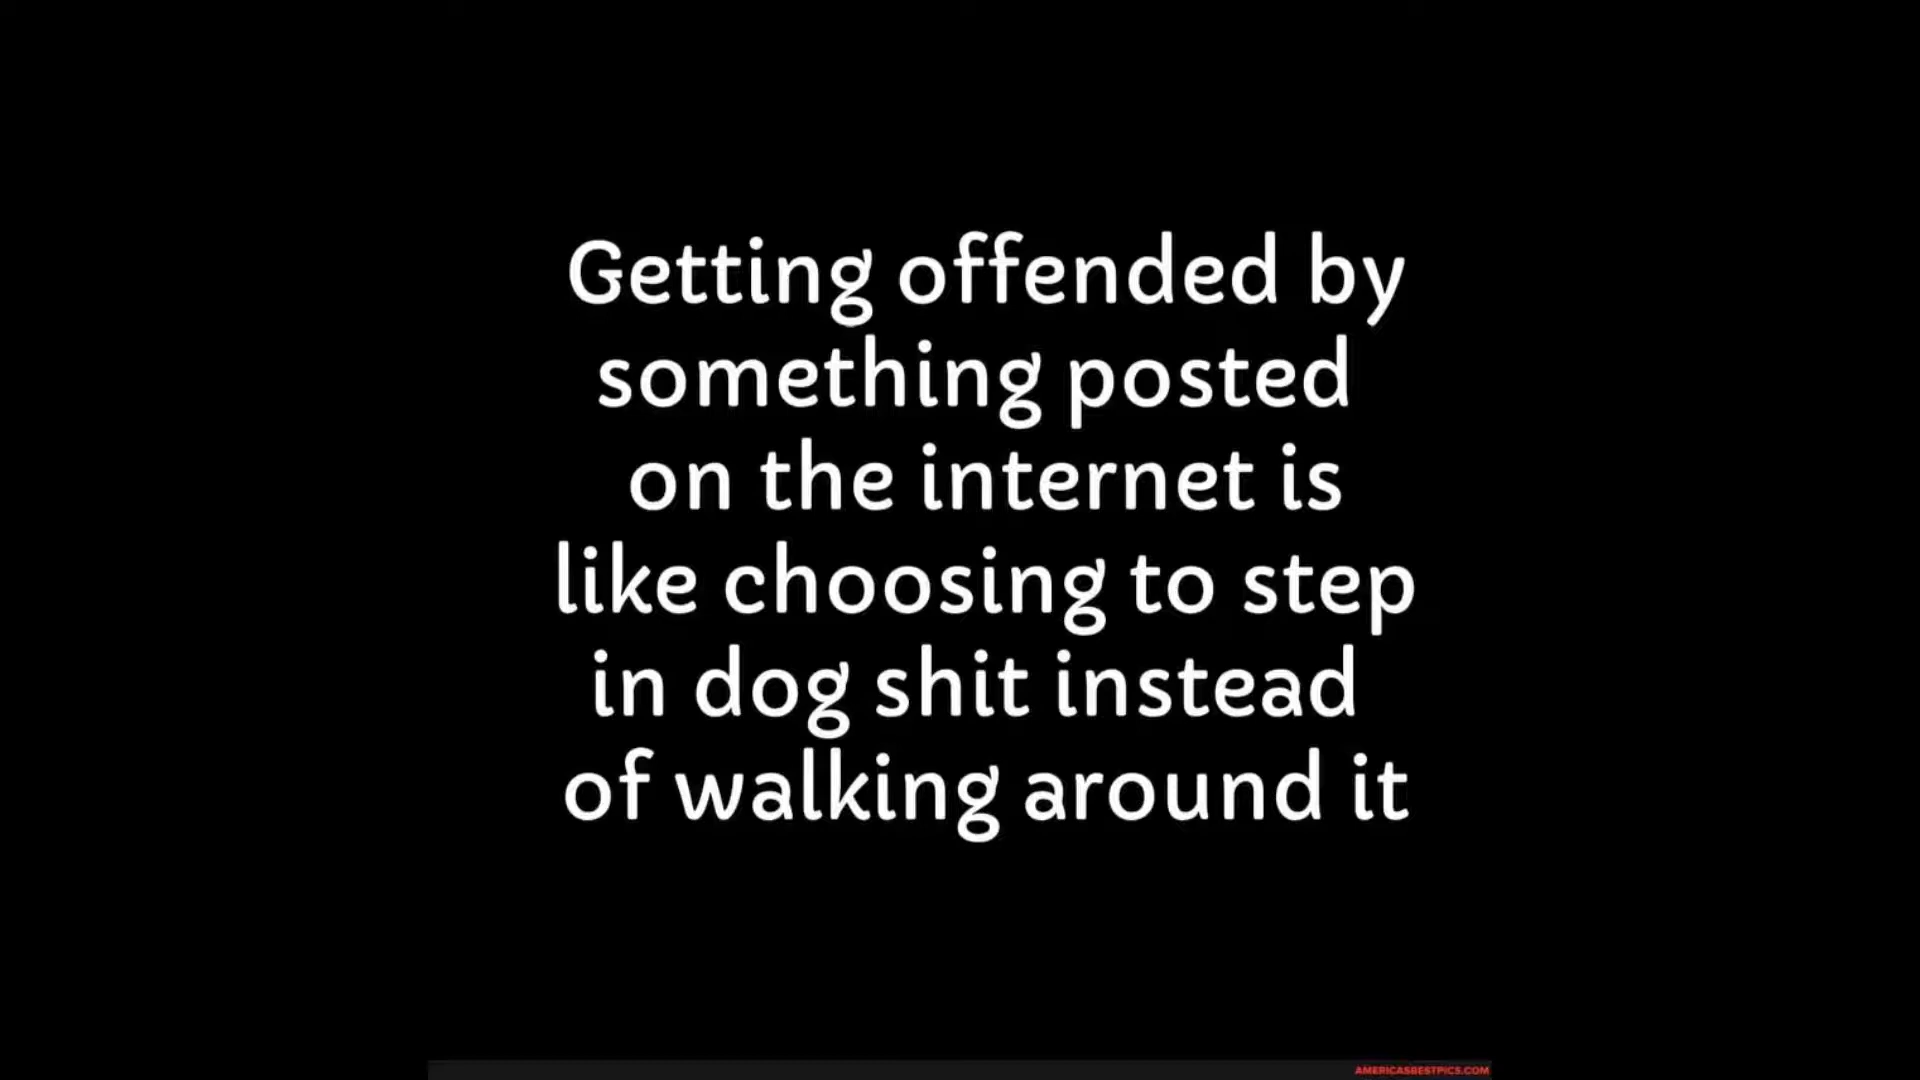 Getting offended by
something posted
on the internet is
like choosing to step
in dog shit instead
of walking around it
AMERICASBESTPICS.COM